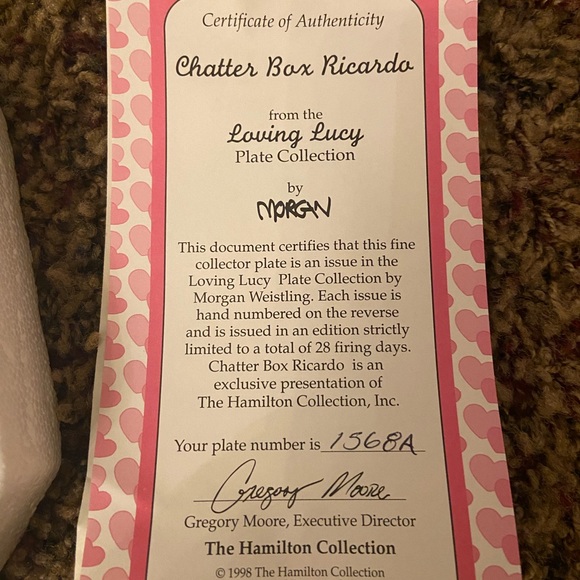 Certificate of Authenticity
Chatter Box Ricardo
from the
Loving Lucy
Plate Collection
by
MORGAN
This document certifies that this fine
collector plate is an issue in the
Loving Lucy Plate Collection by
Morgan Weistling. Each issue is
hand numbered on the reverse
and is issued in an edition strictly
limited to a total of 28 firing days.
Chatter Box Ricardo is an
exclusive presentation of
The Hamilton Collection, Inc.
Your plate number is 1568A
Gregory Moore
Gregory Moore, Executive Director
The Hamilton Collection
© 1998 The Hamilton Collection